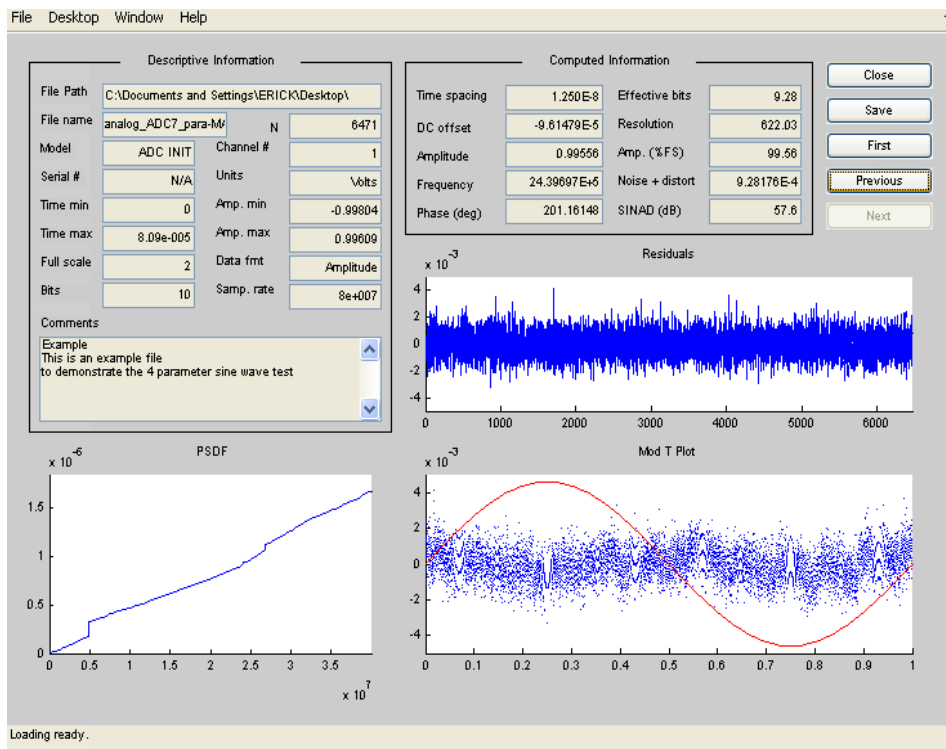 File Desktop Window Help
Descriptive Information
File Path C:\Documents and Settings\ERICK\Desktop\
File name analog_ADC7_para-MA N 6471
Model ADC INIT Channel # 1
Serial # N/A Units Volts
Time min 0 Amp. min -0.99804
Time max 8.09e-005 Amp. max 0.99609
Full scale 2 Data fmt Amplitude
Bits 10 Samp. rate 8e+007
Comments
Example
This is an example file
to demonstrate the 4 parameter sine wave test
Computed Information
Time spacing 1.250E-8 Effective bits 9.28
DC offset -9.61479E-5 Resolution 622.03
Amplitude 0.99556 Amp. (%FS) 99.56
Frequency 24.39697E+5 Noise + distort 9.28176E-4
Phase (deg) 201.16148 SINAD (dB) 57.6
Close
Save
First
Previous
Next
Residuals
x 10-3
4
2
0
-2
-4
0 1000 2000 3000 4000 5000 6000
PSDF
x 10-6
1.5
1
0.5
0
0 0.5 1 1.5 2 2.5 3 3.5
x 107
Mod T Plot
x 10-3
4
2
0
-2
-4
0 0.1 0.2 0.3 0.4 0.5 0.6 0.7 0.8 0.9 1
Loading ready.